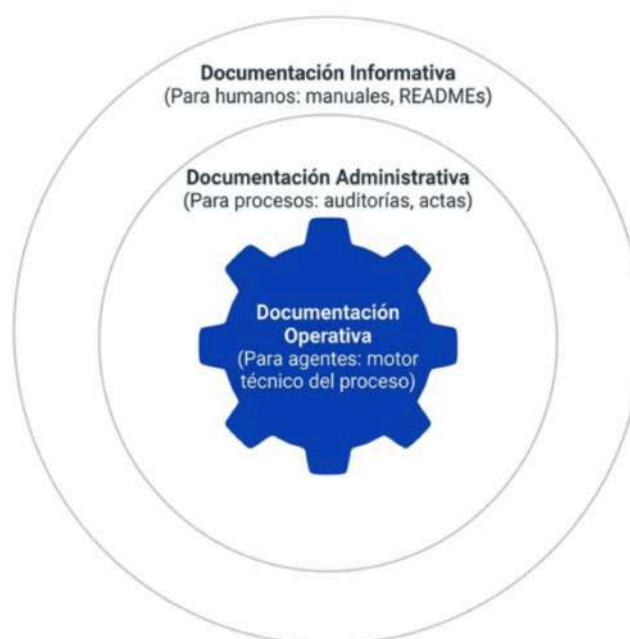 Documentación Informativa
(Para humanos: manuales, READMEs)
Documentación Administrativa
(Para procesos: auditorías, actas)
Documentación
Operativa
(Para agentes: motor
técnico del proceso)